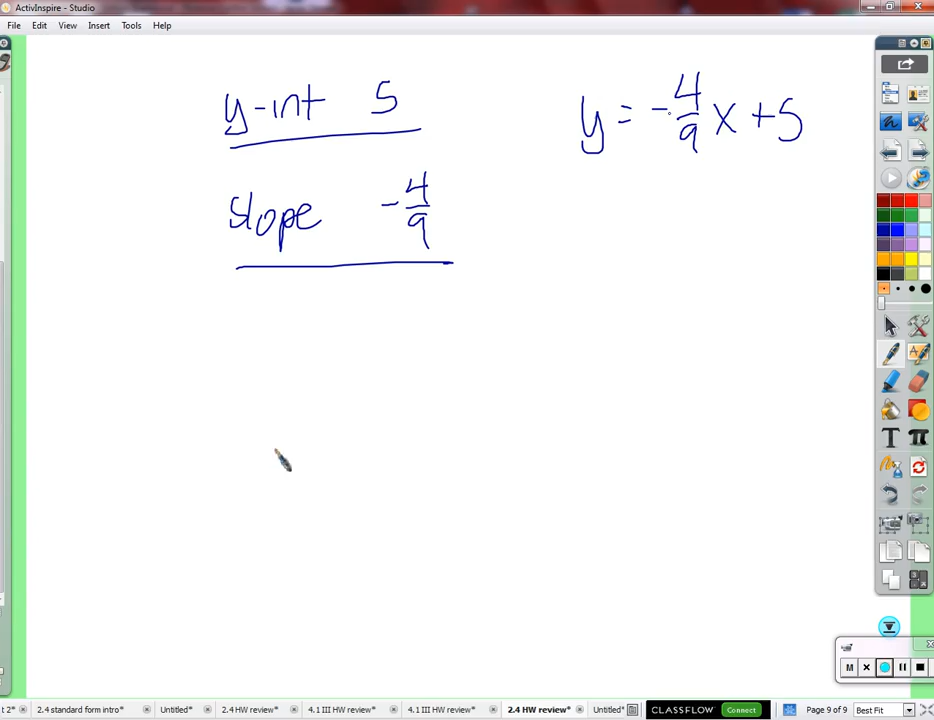 ActivInspire - Studio
File Edit View Insert Tools Help
y-int 5
y = -4/9 x + 5
slope -4/9
T π
M
t 2* 2.4 standard form intro* Untitled* 2.4 HW review* 4.1 III HW review* 4.1 III HW review* 2.4 HW review* Untitled* CLASSFLOW Connect Page 9 of 9 Best Fit